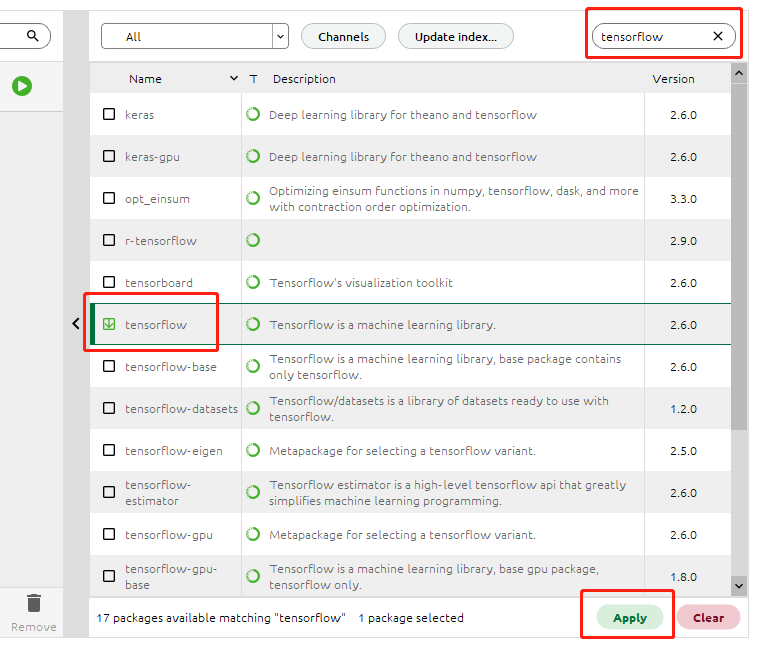 All
Channels
Update index...
tensorflow
Name
T
Description
Version
keras
Deep learning library for theano and tensorflow
2.6.0
keras-gpu
Deep learning library for theano and tensorflow
2.6.0
opt_einsum
Optimizing einsum functions in numpy, tensorflow, dask, and more
with contraction order optimization.
3.3.0
r-tensorflow
2.9.0
tensorboard
Tensorflow's visualization toolkit
2.6.0
tensorflow
Tensorflow is a machine learning library.
2.6.0
tensorflow-base
Tensorflow is a machine learning library, base package contains
only tensorflow.
2.6.0
tensorflow-datasets
Tensorflow/datasets is a library of datasets ready to use with
tensorflow.
1.2.0
tensorflow-eigen
Metapackage for selecting a tensorflow variant.
2.5.0
tensorflow-
estimator
Tensorflow estimator is a high-level tensorflow api that greatly
simplifies machine learning programming.
2.6.0
tensorflow-gpu
Metapackage for selecting a tensorflow variant.
2.6.0
tensorflow-gpu-
base
Tensorflow is a machine learning library, base gpu package,
tensorflow only.
1.8.0
Remove
17 packages available matching "tensorflow"
1 package selected
Apply
Clear